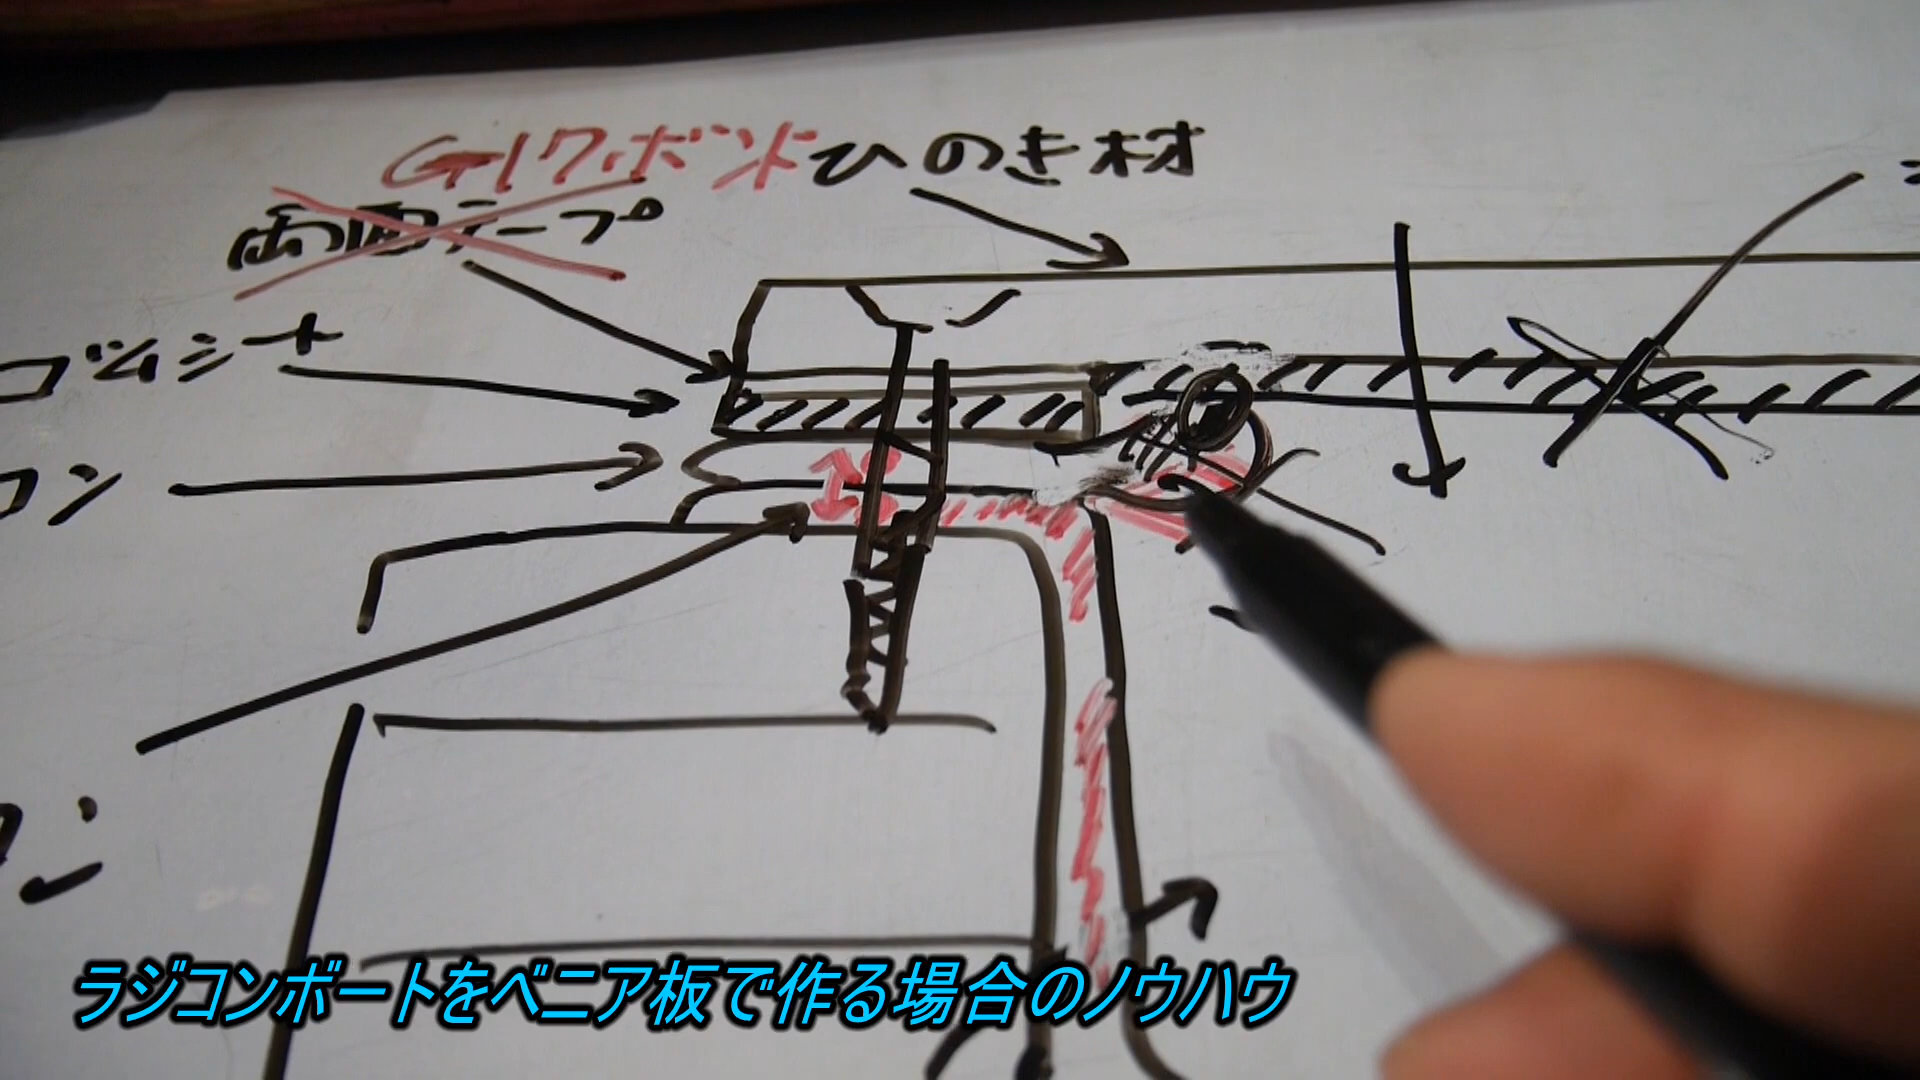 G17ボンド
ひのき材
両面テープ
ゴムシート
コン
ラジコンボートをベニア板で作る場合のノウハウ